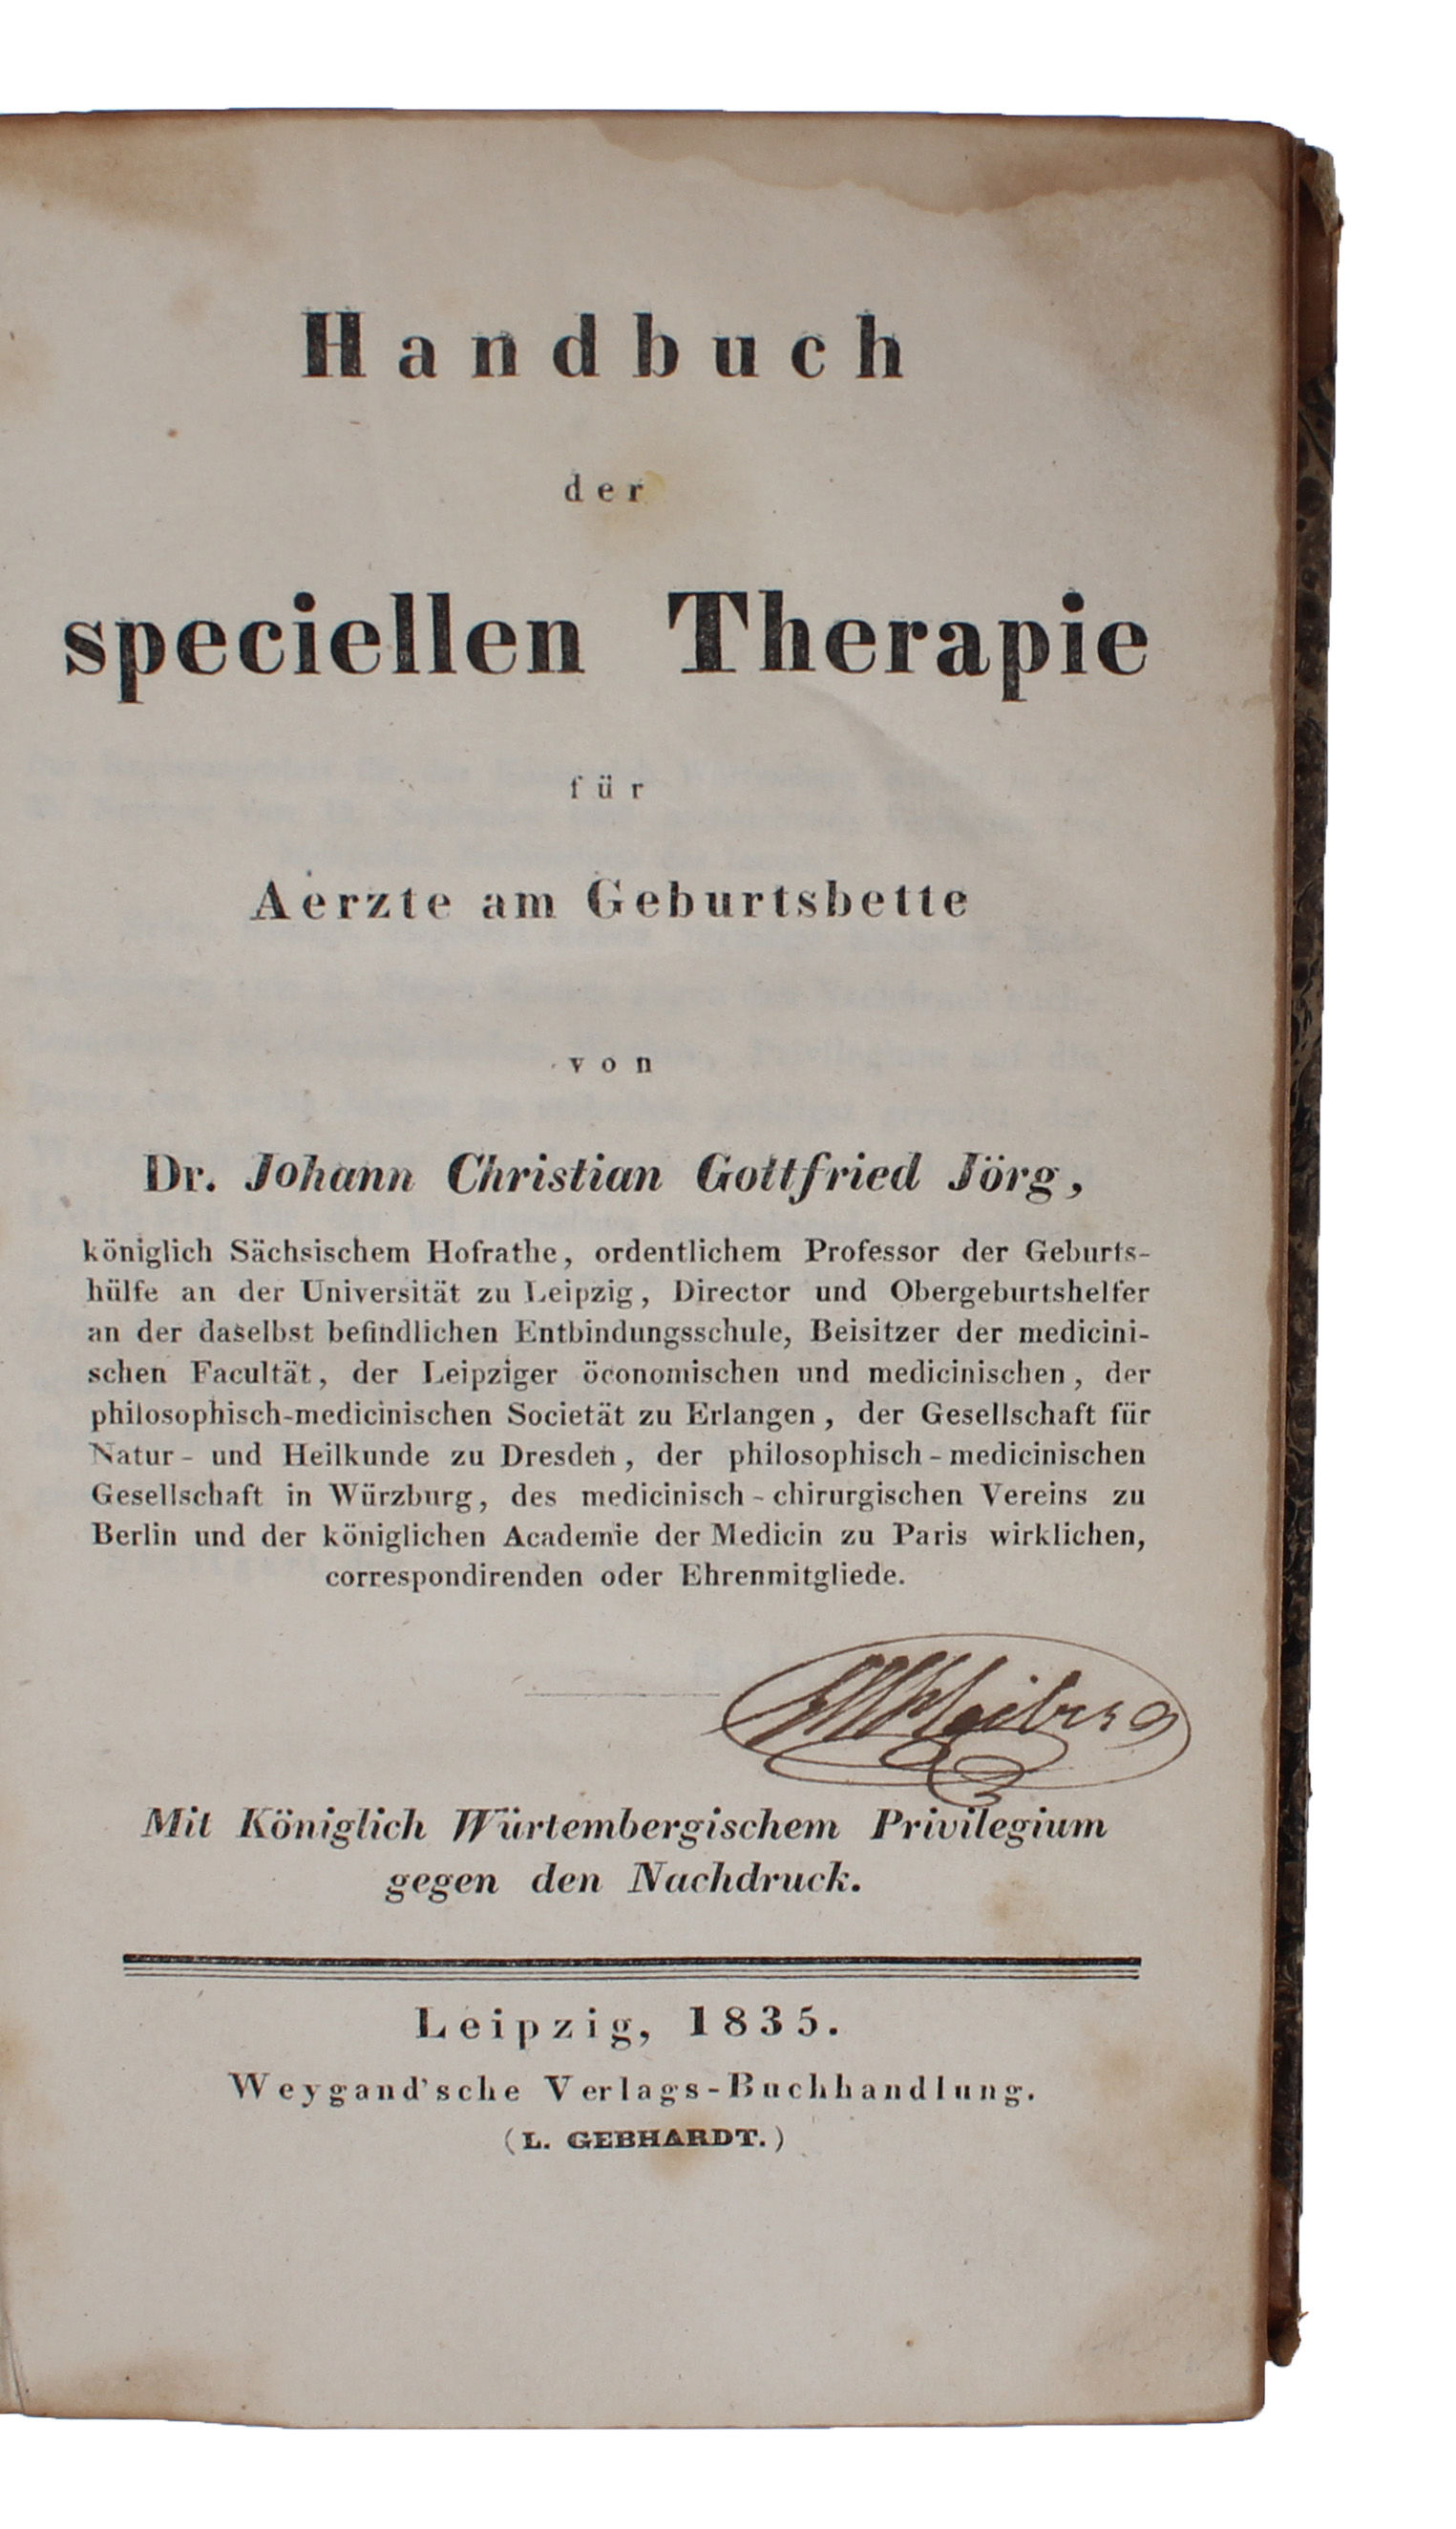 Handbuch
der
speciellen Therapie
für
Aerzte am Geburtsbette
von
Dr. Johann Christian Gottfried Jörg,
königlich Sächsischem Hofrathe, ordentlichem Professor der Geburts-
hülfe an der Universität zu Leipzig, Director und Obergeburtshelfer
an der daselbst befindlichen Entbindungsschule, Beisitzer der medicini-
schen Facultät, der Leipziger öconomischen und medicinischen, der
philosophisch-medicinischen Societät zu Erlangen, der Gesellschaft für
Natur- und Heilkunde zu Dresden, der philosophisch-medicinischen
Gesellschaft in Würzburg, des medicinisch-chirurgischen Vereins zu
Berlin und der königlichen Academie der Medicin zu Paris wirklichen,
correspondirenden oder Ehrenmitgliede.
Mit Königlich Würtembergischem Privilegium
gegen den Nachdruck.
Leipzig, 1835.
Weygand'sche Verlags-Buchhandlung.
(L. GEBHARDT.)